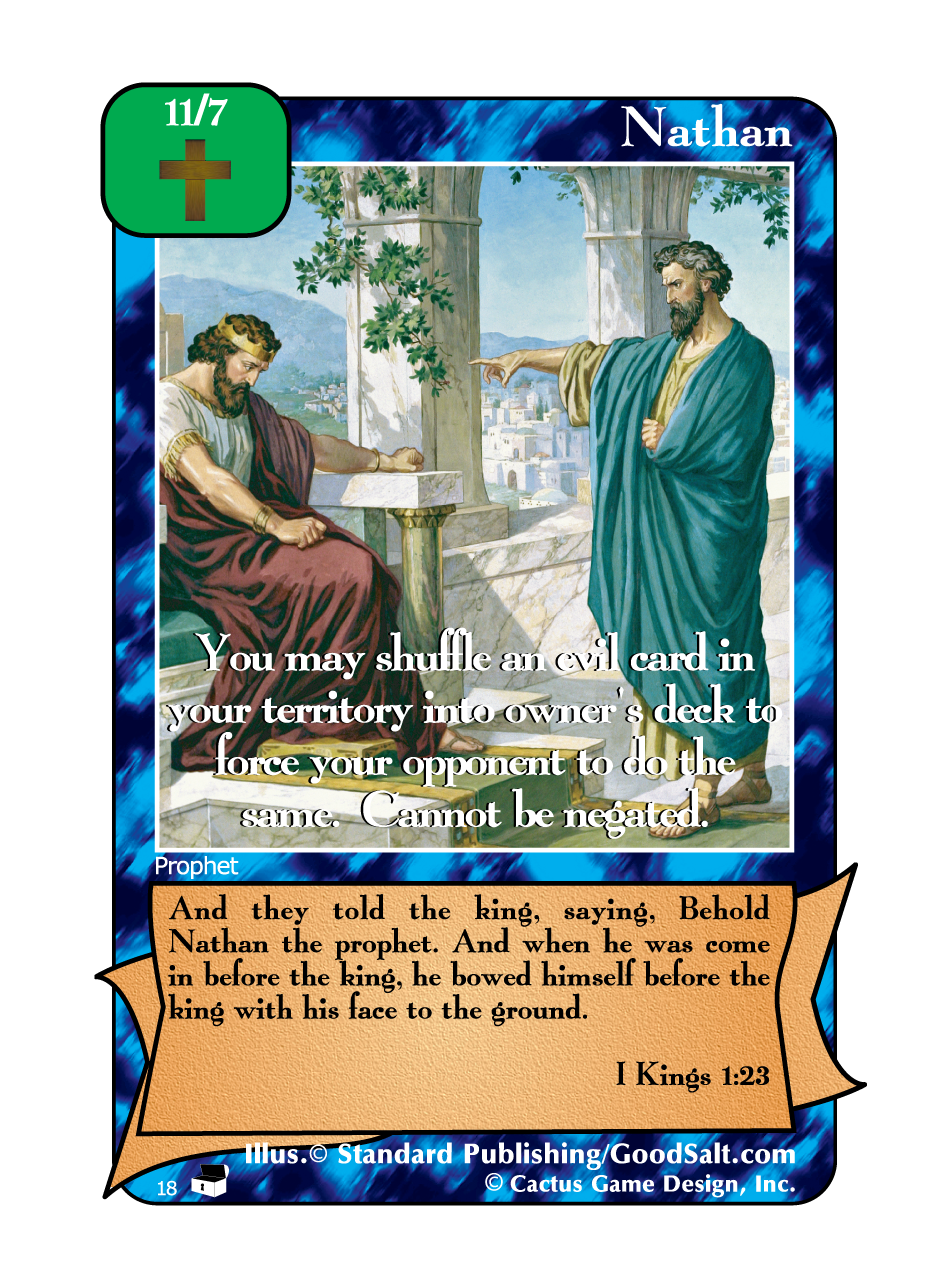 11/7
Nathan
You may shuffle an evil card in
your territory into owner's deck to
force your opponent to do the
same. Cannot be negated.
Prophet
And they told the king, saying, Behold
Nathan the prophet. And when he was come
in before the king, he bowed himself before the
king with his face to the ground.
I Kings 1:23
Illus.© Standard Publishing/GoodSalt.com
18
© Cactus Game Design, Inc.